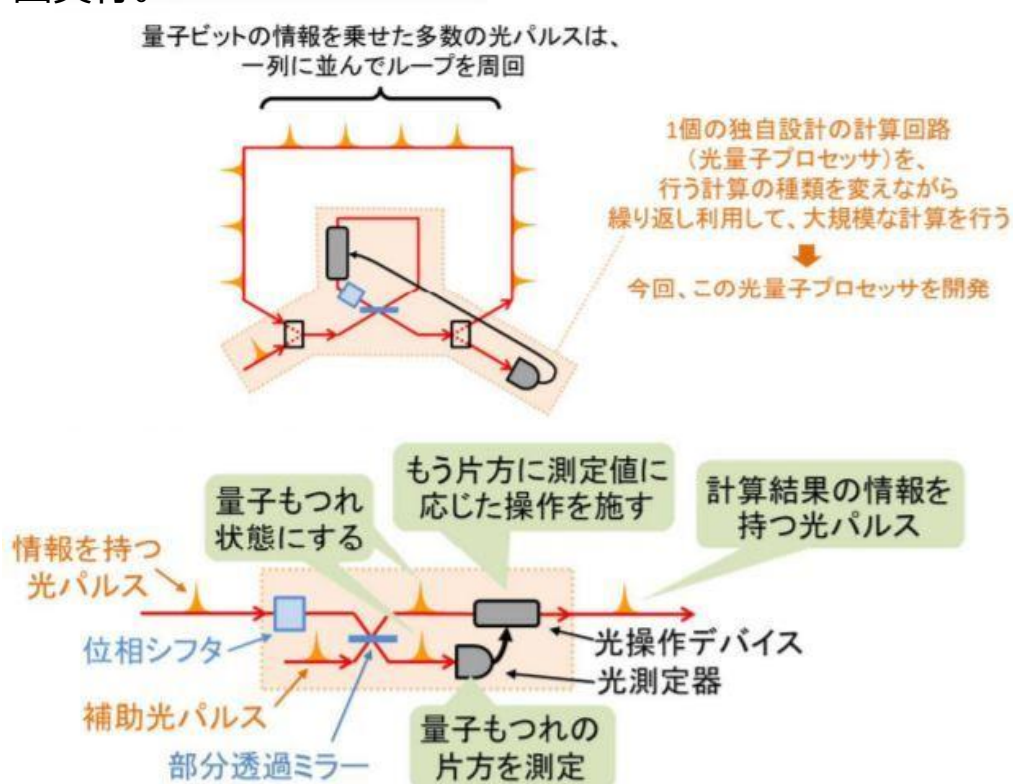 量子ビットの情報を乗せた多数の光パルスは、
一列に並んでループを周回
1個の独自設計の計算回路
（光量子プロセッサ）を、
行う計算の種類を変えながら
繰り返し利用して、大規模な計算を行う
今回、この光量子プロセッサを開発
もう片方に測定値に
応じた操作を施す
量子もつれ
状態にする
計算結果の情報を
持つ光パルス
情報を持つ
光パルス
位相シフタ
光操作デバイス
光測定器
補助光パルス
部分透過ミラー
量子もつれの
片方を測定